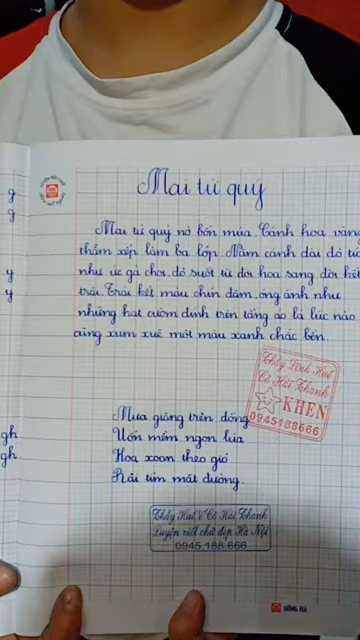 Mai tứ quý
g
g
y
y
gh
gh
Mai tứ quý nở bốn mùa. Cánh hoa vàng
thẫm xếp làm ba lớp. Năm cánh dài đỏ tía
như ức gà chọi, đỏ suốt từ đời hoa sang đời kết
trái. Trái kết màu chín đậm, óng ánh như
những hạt cườm đính trên tầng áo lá lúc nào
cũng xum xuê một màu xanh chắc bền.
Thầy Linh Huế
Cô Hải Thanh
KHEN
0945188666
Mưa giăng trên đồng
Uốn mềm ngọn lúa
Hoa xoan theo gió
Rải tím mặt đường
Thầy Huế V Cô Hải Thanh
Luyện viết chữ đẹp Hà Nội
0945.188.666
HỒNG HÀ